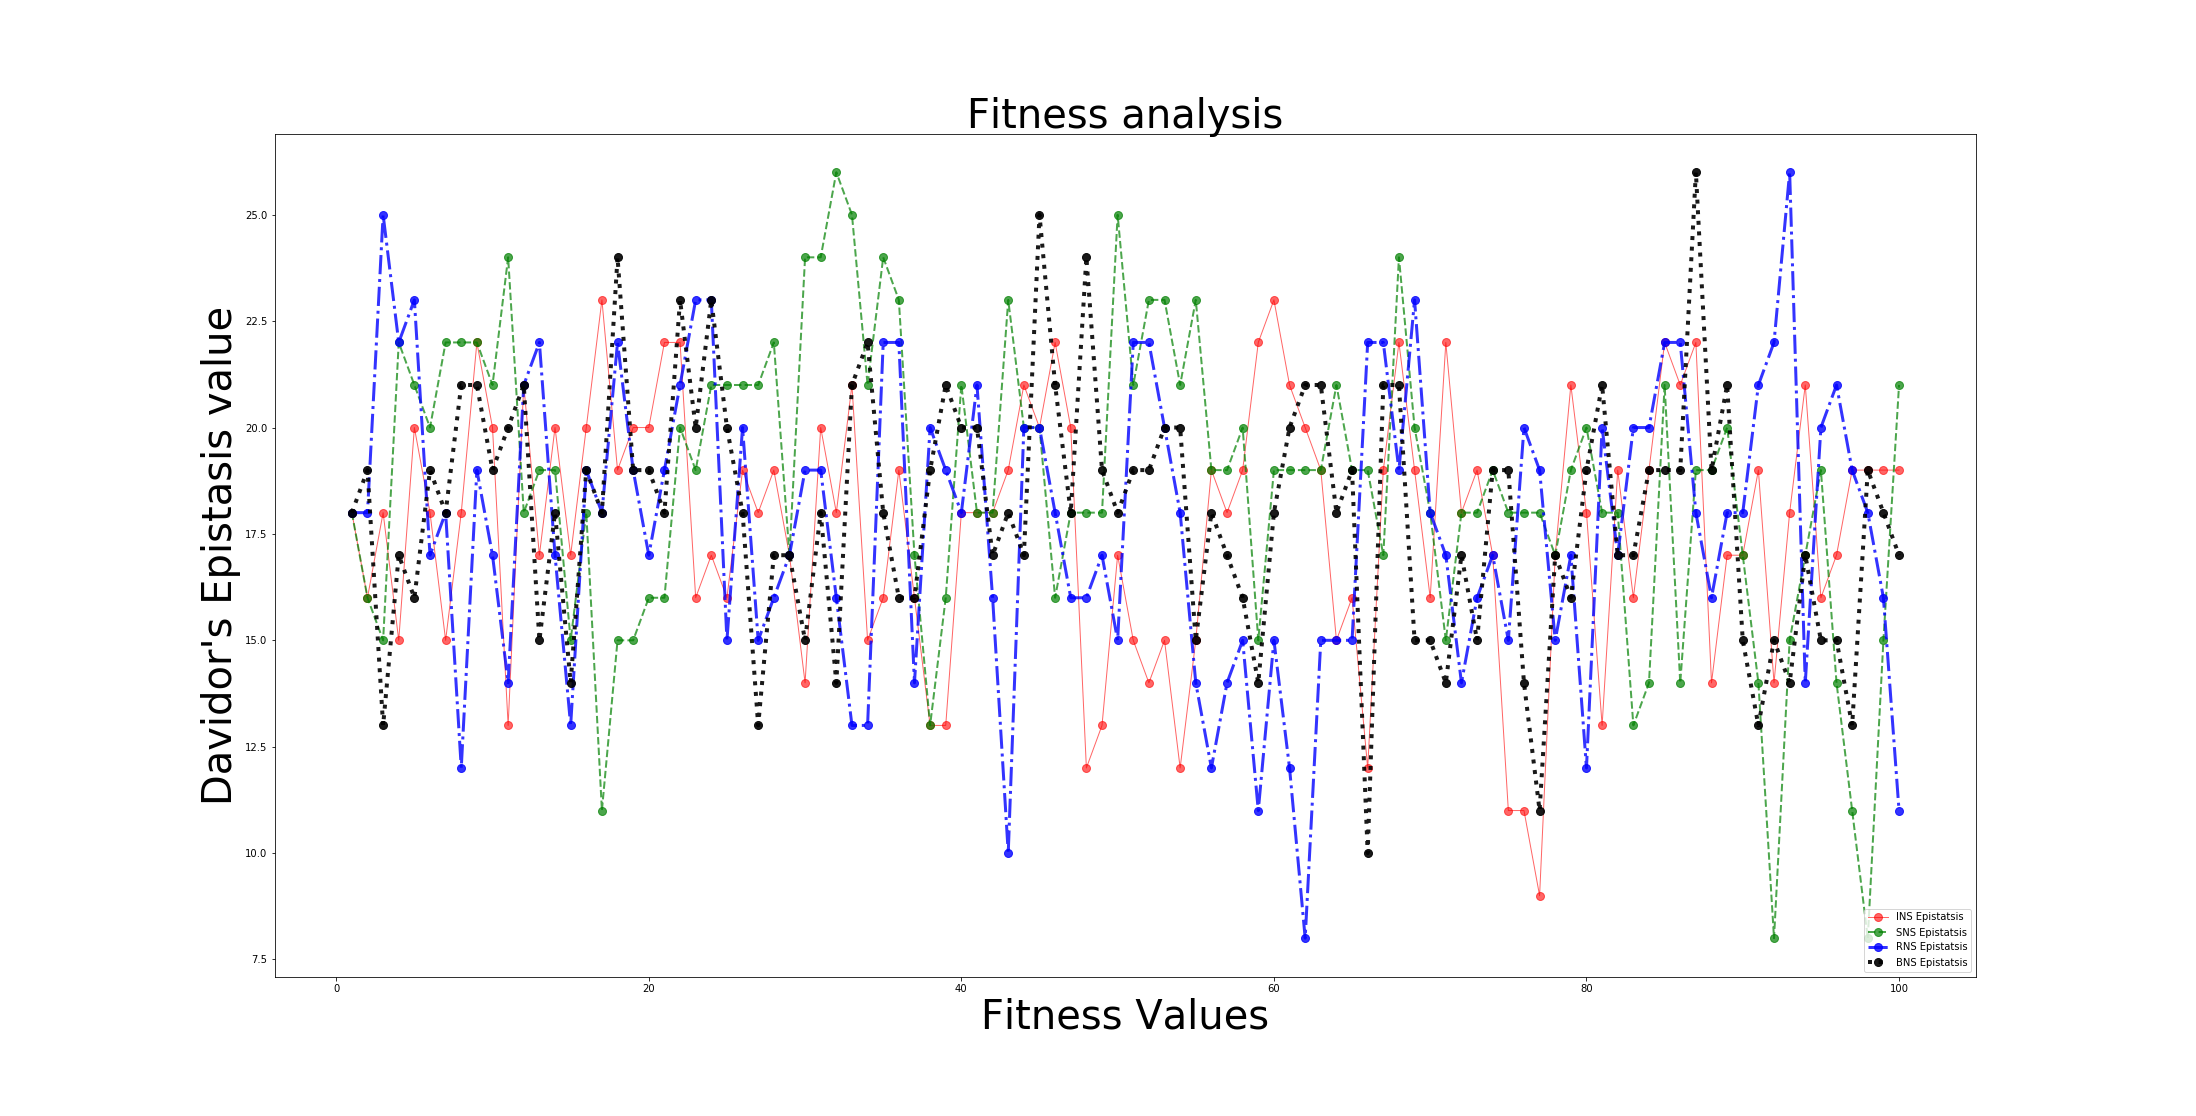 Fitness analysis
Davidor's Epistasis value
25.0
22.5
20.0
17.5
15.0
12.5
10.0
7.5
0
20
40
60
80
100
Fitness Values
INS Epistatsis
SNS Epistatsis
RNS Epistatsis
BNS Epistatsis